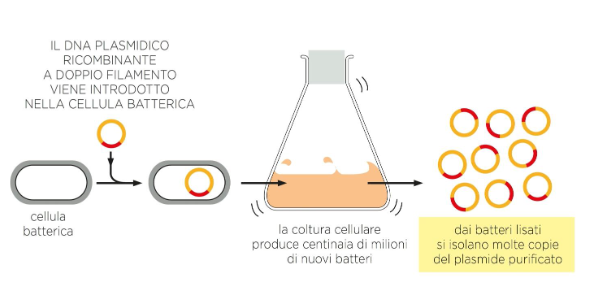 IL DNA PLASMIDICO
RICOMBINANTE
A DOPPIO FILAMENTO
VIENE INTRODOTTO
NELLA CELLULA BATTERICA
cellula
batterica
la coltura cellulare
produce centinaia di milioni
di nuovi batteri
dai batteri lisati
si isolano molte copie
del plasmide purificato